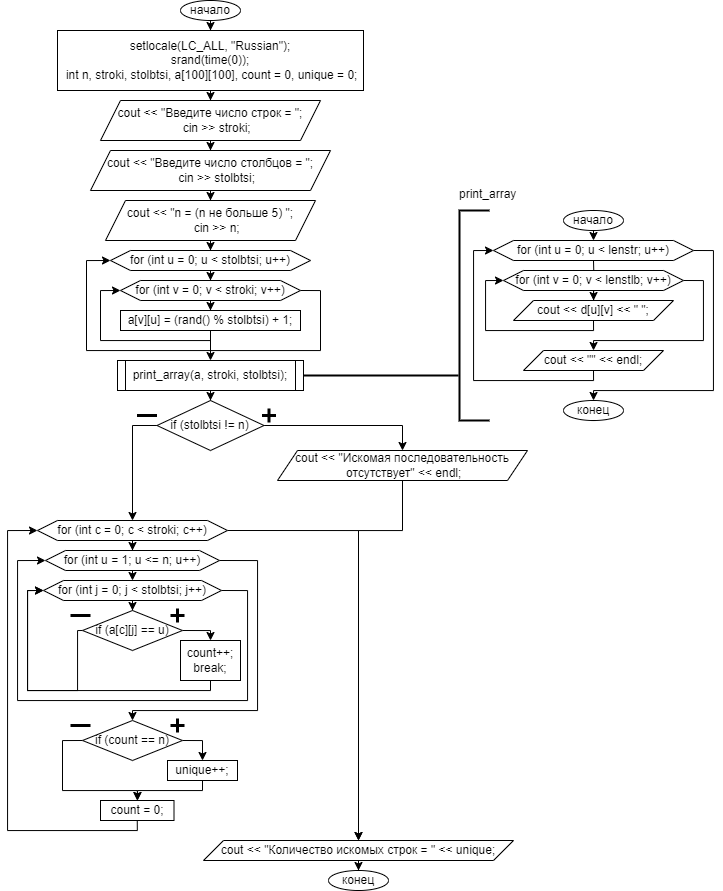 начало
setlocale(LC_ALL, "Russian");
srand(time(0));
int n, stroki, stolbtsi, a[100][100], count = 0, unique = 0;
cout << "Введите число строк = ";
cin >> stroki;
cout << "Введите число столбцов = ";
cin >> stolbtsi;
cout << "n = (n не больше 5) ";
cin >> n;
for (int u = 0; u < stolbtsi; u++)
for (int v = 0; v < stroki; v++)
a[v][u] = (rand() % stolbtsi) + 1;
print_array(a, stroki, stolbtsi);
print_array
начало
for (int u = 0; u < lenstr; u++)
for (int v = 0; v < lenstlb; v++)
cout << d[u][v] << " ";
cout << "" << endl;
конец
if (stolbtsi != n)
cout << "Искомая последовательность
отсутствует" << endl;
for (int c = 0; c < stroki; c++)
for (int u = 1; u <= n; u++)
for (int j = 0; j < stolbtsi; j++)
if (a[c][j] == u)
count++;
break;
if (count == n)
unique++;
count = 0;
cout << "Количество искомых строк = " << unique;
конец